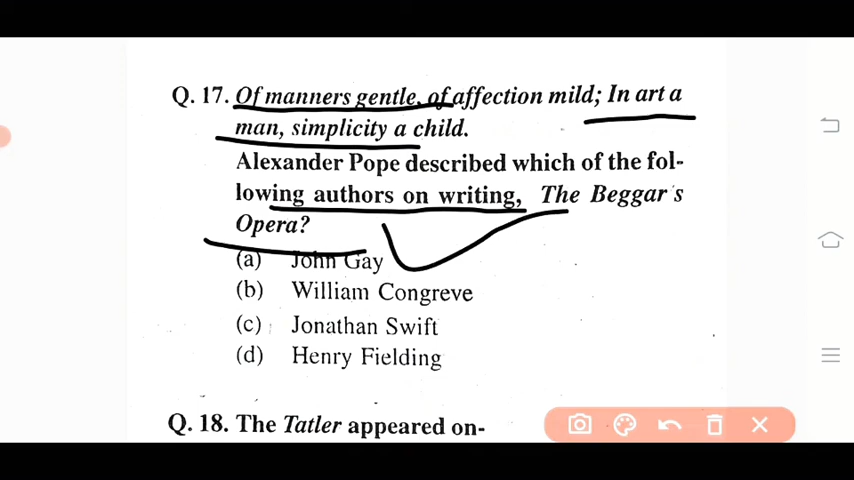 Q. 17. Of manners gentle, of affection mild; In art a
man, simplicity a child.
Alexander Pope described which of the fol-
lowing authors on writing, The Beggar's
Opera?
(a) John Gay
(b) William Congreve
(c) Jonathan Swift
(d) Henry Fielding
Q. 18. The Tatler appeared on-